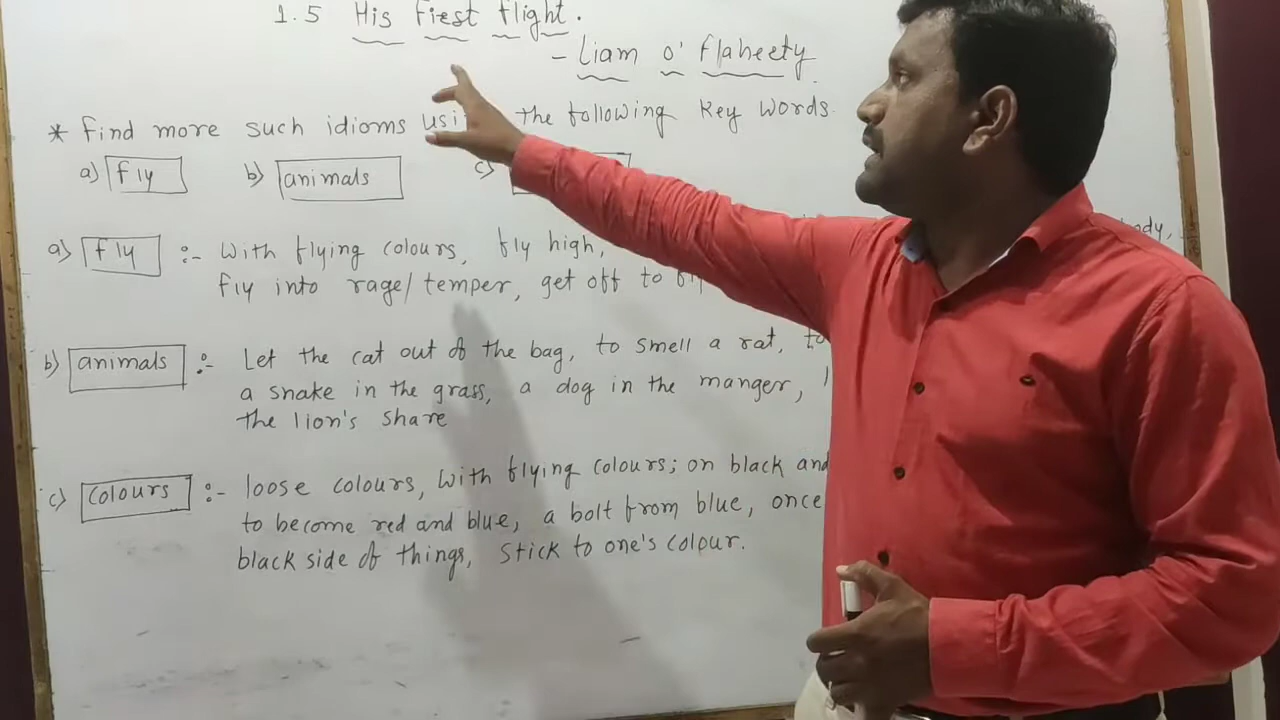 1.5 His first flight.
- Liam o' flaherty
* find more such idioms the following key words.
a) fly b) animals c)
a) fly :- With flying colours, fly high,
fly into rage/temper, get off to
b) animals :- Let the cat out of the bag, to smell a rat, to
a snake in the grass, a dog in the manger,
the lion's share
c) colours :- loose colours, with flying colours; on black and
to become red and blue, a bolt from blue, once
black side of things, stick to one's colour.